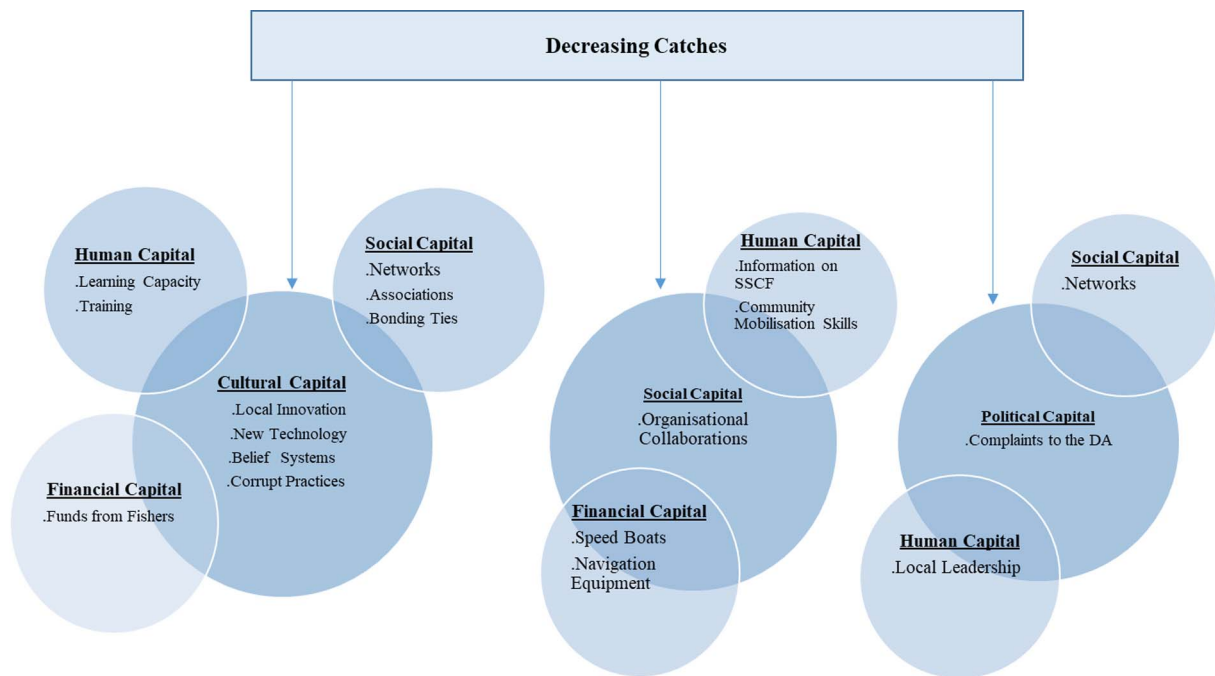 Decreasing Catches
Human Capital
.Learning Capacity
.Training
Social Capital
.Networks
.Associations
.Bonding Ties
Cultural Capital
.Local Innovation
.New Technology
.Belief Systems
.Corrupt Practices
Financial Capital
.Funds from Fishers
Human Capital
.Information on
SSCF
.Community
Mobilisation Skills
Social Capital
.Organisational
Collaborations
Financial Capital
.Speed Boats
.Navigation
Equipment
Social Capital
.Networks
Political Capital
.Complaints to the DA
Human Capital
.Local Leadership